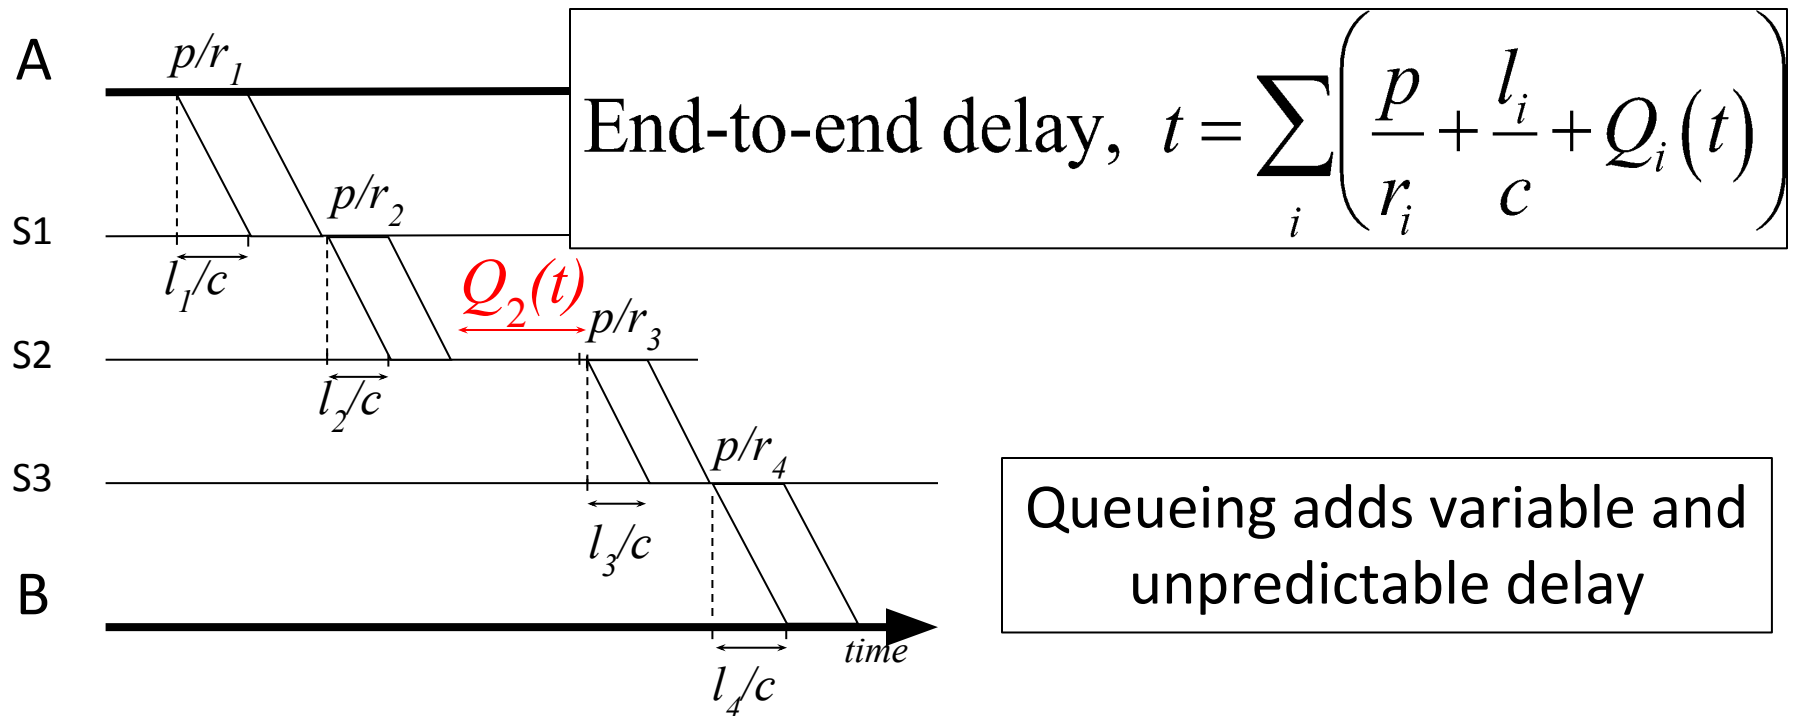 A
p/r₁
End-to-end delay, t = ∑ᵢ (p/rᵢ + lᵢ/c + Qᵢ(t))
p/r₂
S1
l₁/c
Q₂(t)
p/r₃
S2
l₂/c
p/r₄
S3
l₃/c
Queueing adds variable and
unpredictable delay
B
time
l₄/c